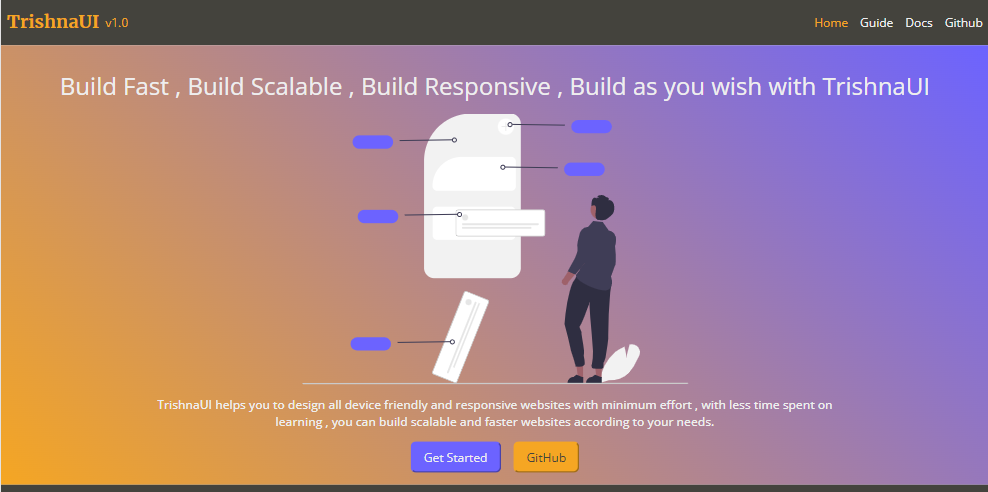 TrishnaUI v1.0
Home Guide Docs Github
Build Fast , Build Scalable , Build Responsive , Build as you wish with TrishnaUI
TrishnaUI helps you to design all device friendly and responsive websites with minimum effort , with less time spent on
learning , you can build scalable and faster websites according to your needs.
Get Started
GitHub